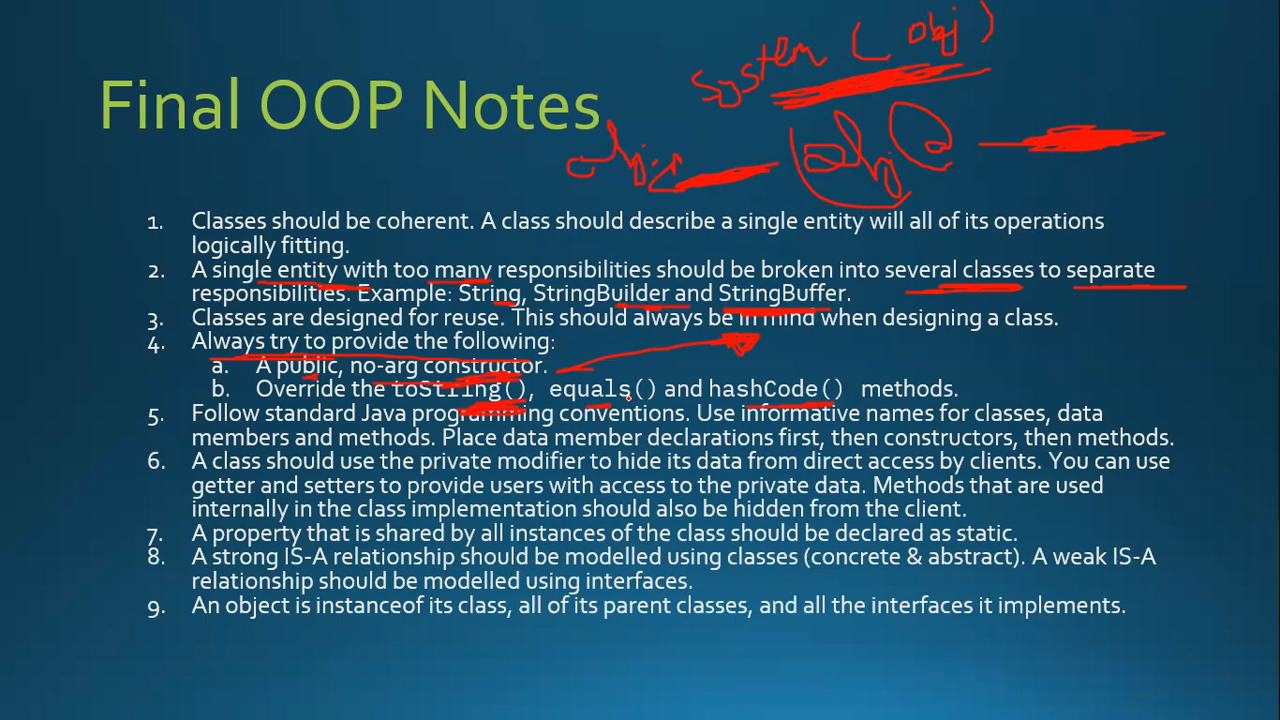 System ( obj )
Final OOP Notes
1. Classes should be coherent. A class should describe a single entity will all of its operations
logically fitting.
2. A single entity with too many responsibilities should be broken into several classes to separate
responsibilities. Example: String, StringBuilder and StringBuffer.
3. Classes are designed for reuse. This should always be in mind when designing a class.
4. Always try to provide the following:
a. A public, no-arg constructor.
b. Override the toString(), equals() and hashCode() methods.
5. Follow standard Java programming conventions. Use informative names for classes, data
members and methods. Place data member declarations first, then constructors, then methods.
6. A class should use the private modifier to hide its data from direct access by clients. You can use
getter and setters to provide users with access to the private data. Methods that are used
internally in the class implementation should also be hidden from the client.
7. A property that is shared by all instances of the class should be declared as static.
8. A strong IS-A relationship should be modelled using classes (concrete & abstract). A weak IS-A
relationship should be modelled using interfaces.
9. An object is instanceof its class, all of its parent classes, and all the interfaces it implements.